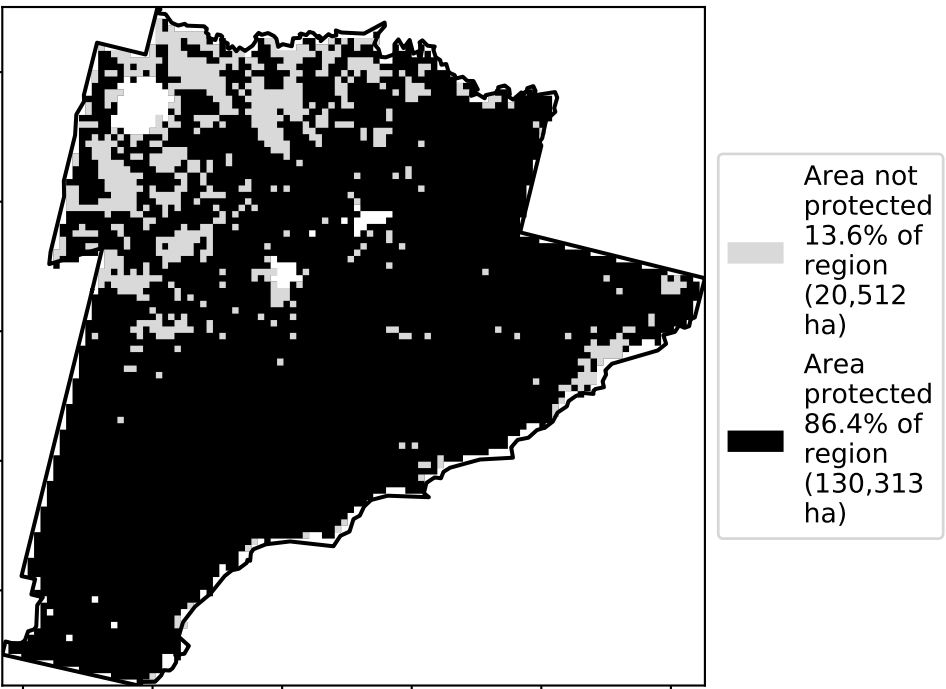 Area not
protected
13.6% of
region
(20,512
ha)
Area
protected
86.4% of
region
(130,313
ha)